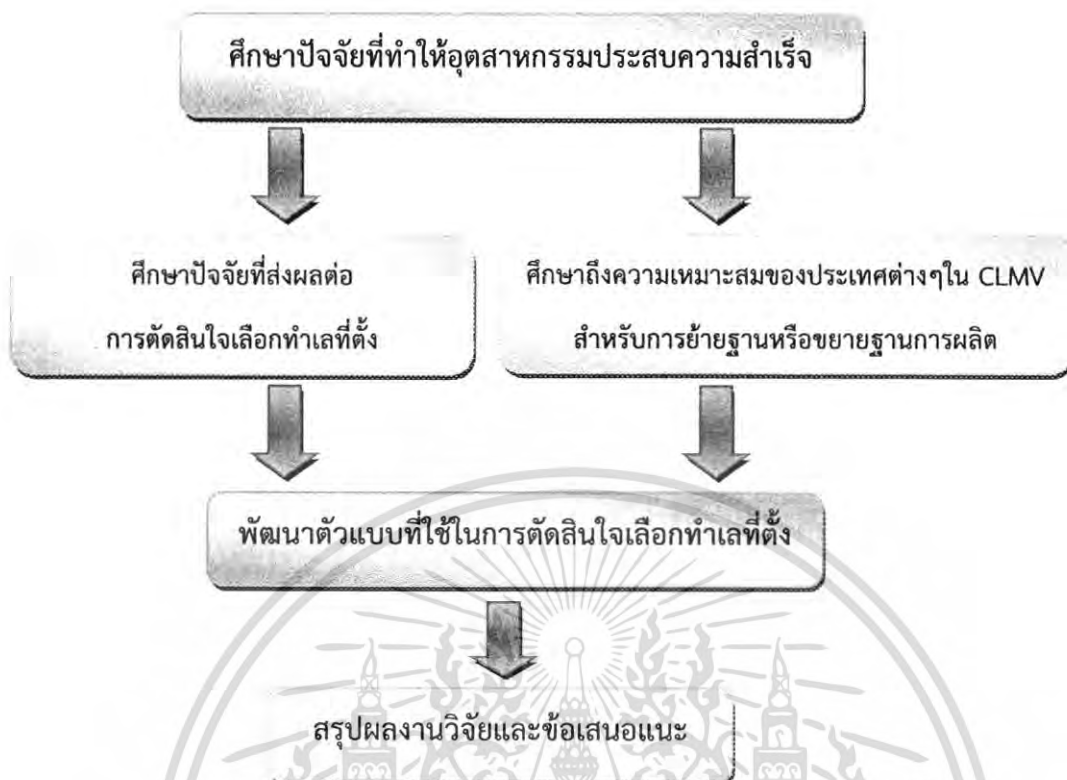 ศึกษาปัจจัยที่ทำให้อุตสาหกรรมประสบความสำเร็จ
ศึกษาปัจจัยที่ส่งผลต่อ
การตัดสินใจเลือกทำเลที่ตั้ง
ศึกษาถึงความเหมาะสมของประเทศต่างๆใน CLMV
สำหรับการย้ายฐานหรือขยายฐานการผลิต
พัฒนาตัวแบบที่ใช้ในการตัดสินใจเลือกทำเลที่ตั้ง
สรุปผลงานวิจัยและข้อเสนอแนะ